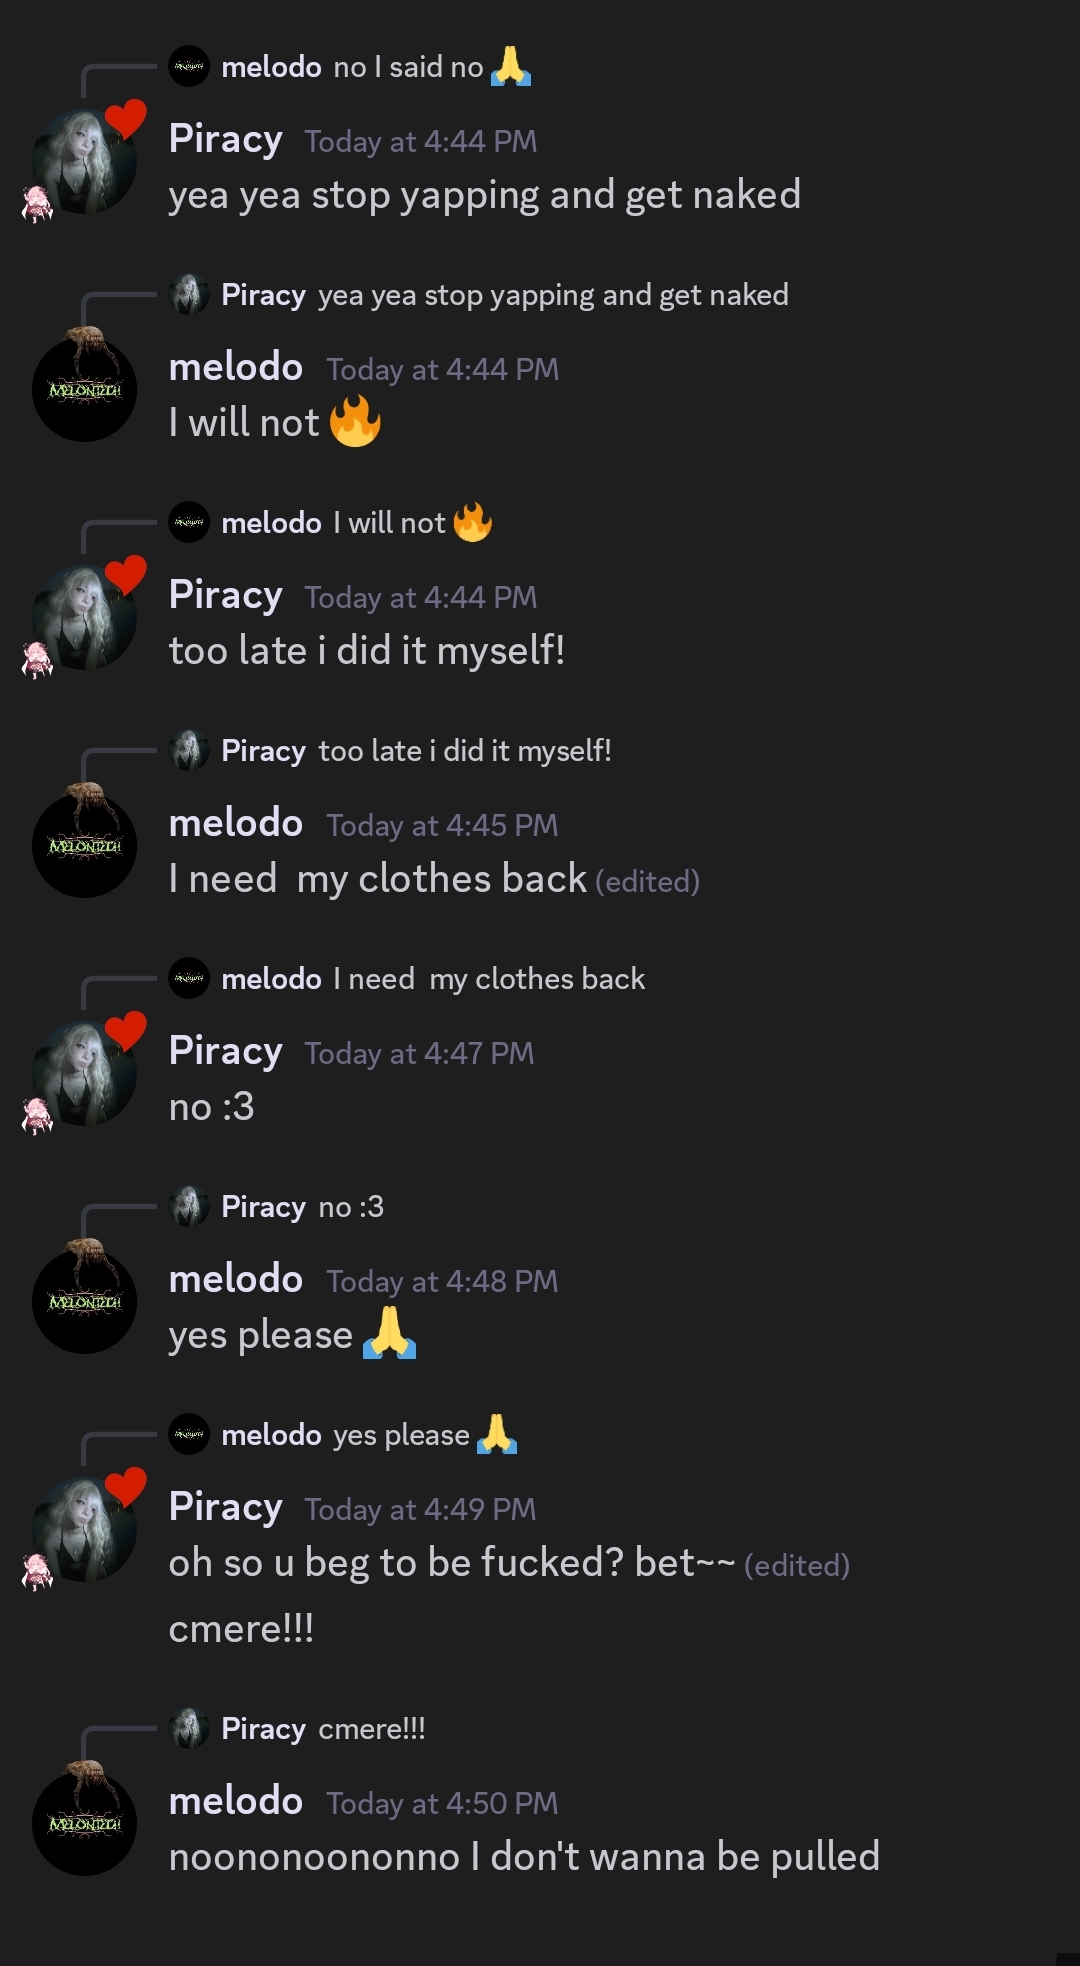 melodo no I said no 🙏
Piracy Today at 4:44 PM
yea yea stop yapping and get naked
Piracy yea yea stop yapping and get naked
melodo Today at 4:44 PM
I will not 🔥
melodo I will not 🔥
Piracy Today at 4:44 PM
too late i did it myself!
Piracy too late i did it myself!
melodo Today at 4:45 PM
I need  my clothes back (edited)
melodo I need  my clothes back
Piracy Today at 4:47 PM
no :3
Piracy no :3
melodo Today at 4:48 PM
yes please 🙏
melodo yes please 🙏
Piracy Today at 4:49 PM
oh so u beg to be fucked? bet~~ (edited)
cmere!!!
Piracy cmere!!!
melodo Today at 4:50 PM
noononoononno I don't wanna be pulled